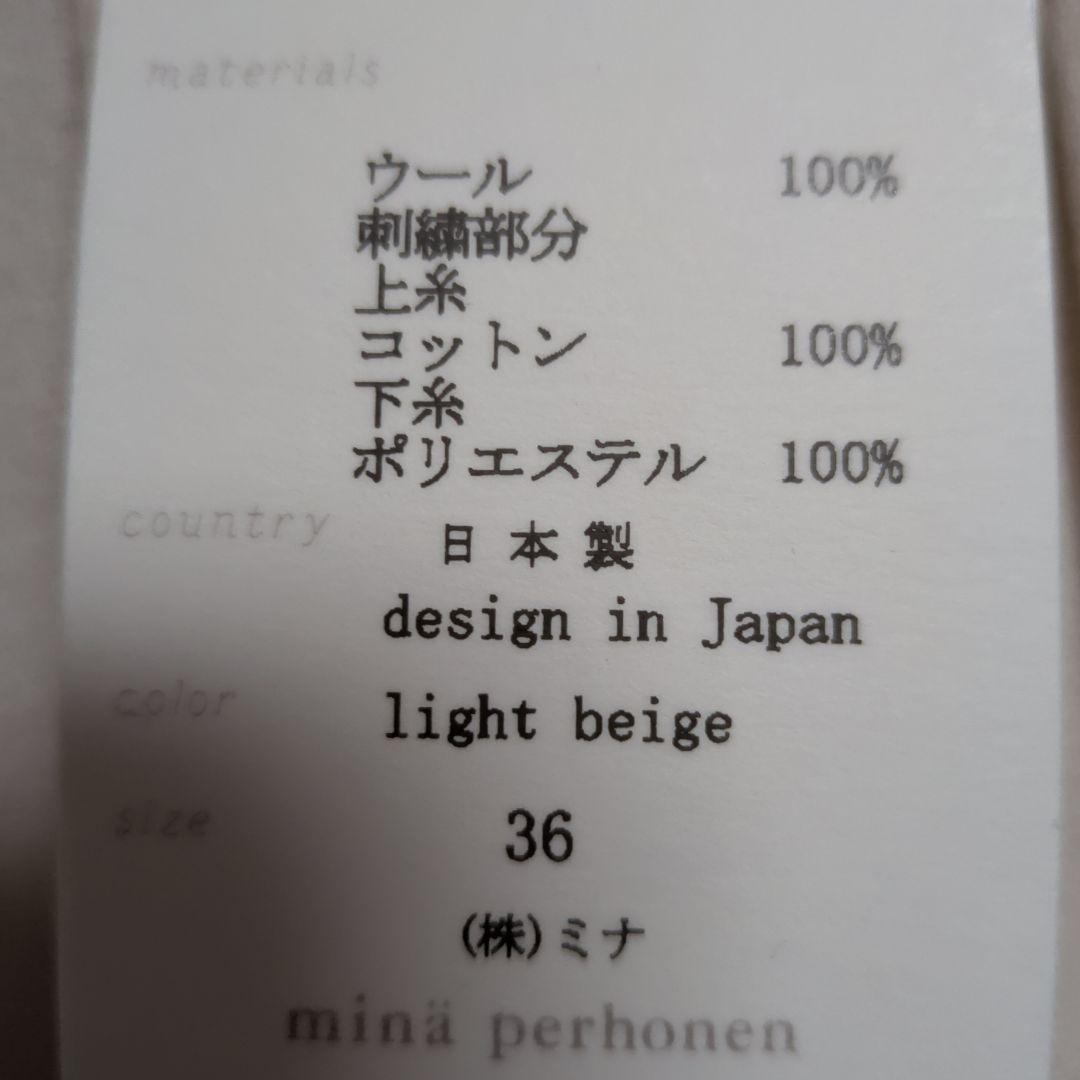 materials
ウール 100%
刺繍部分
上糸
コットン 100%
下糸
ポリエステル 100%
country 日本製
design in Japan
color light beige
size 36
(株)ミナ
minä perhonen